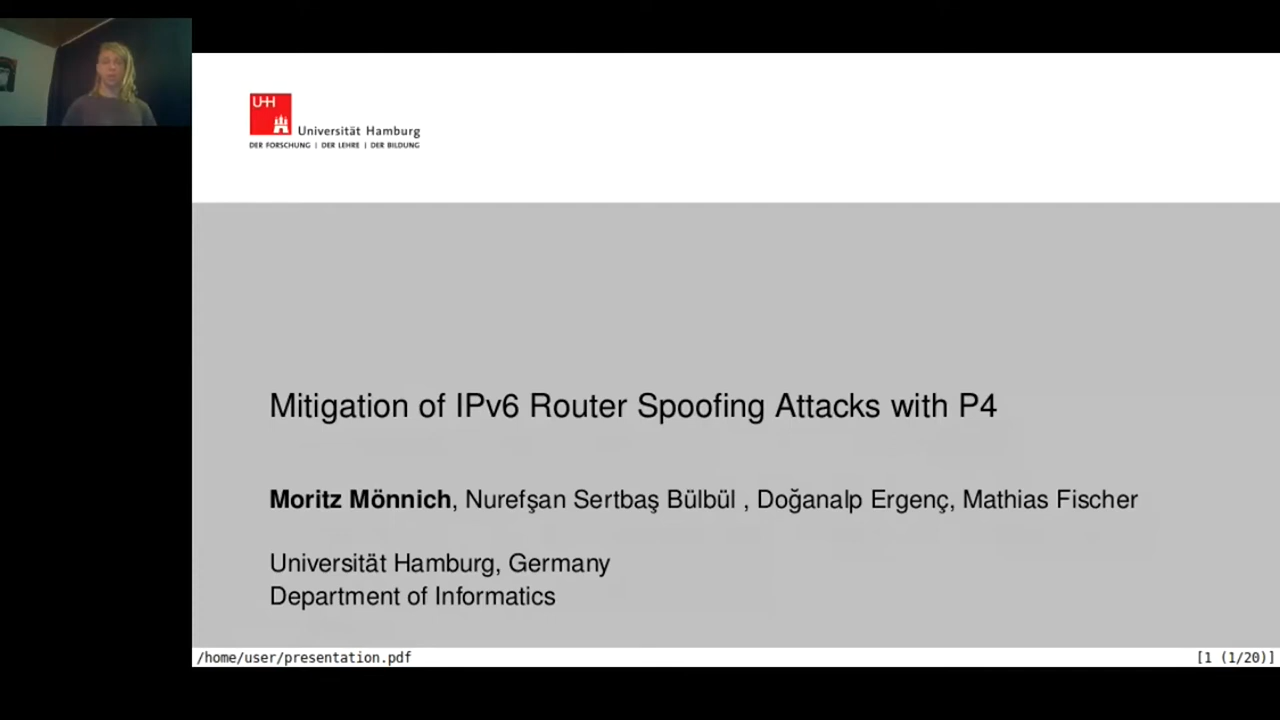 UHH
Universität Hamburg
DER FORSCHUNG | DER LEHRE | DER BILDUNG
Mitigation of IPv6 Router Spoofing Attacks with P4
Moritz Mönnich, Nurefşan Sertbaş Bülbül , Doğanalp Ergenç, Mathias Fischer
Universität Hamburg, Germany
Department of Informatics
/home/user/presentation.pdf [1 (1/20)]